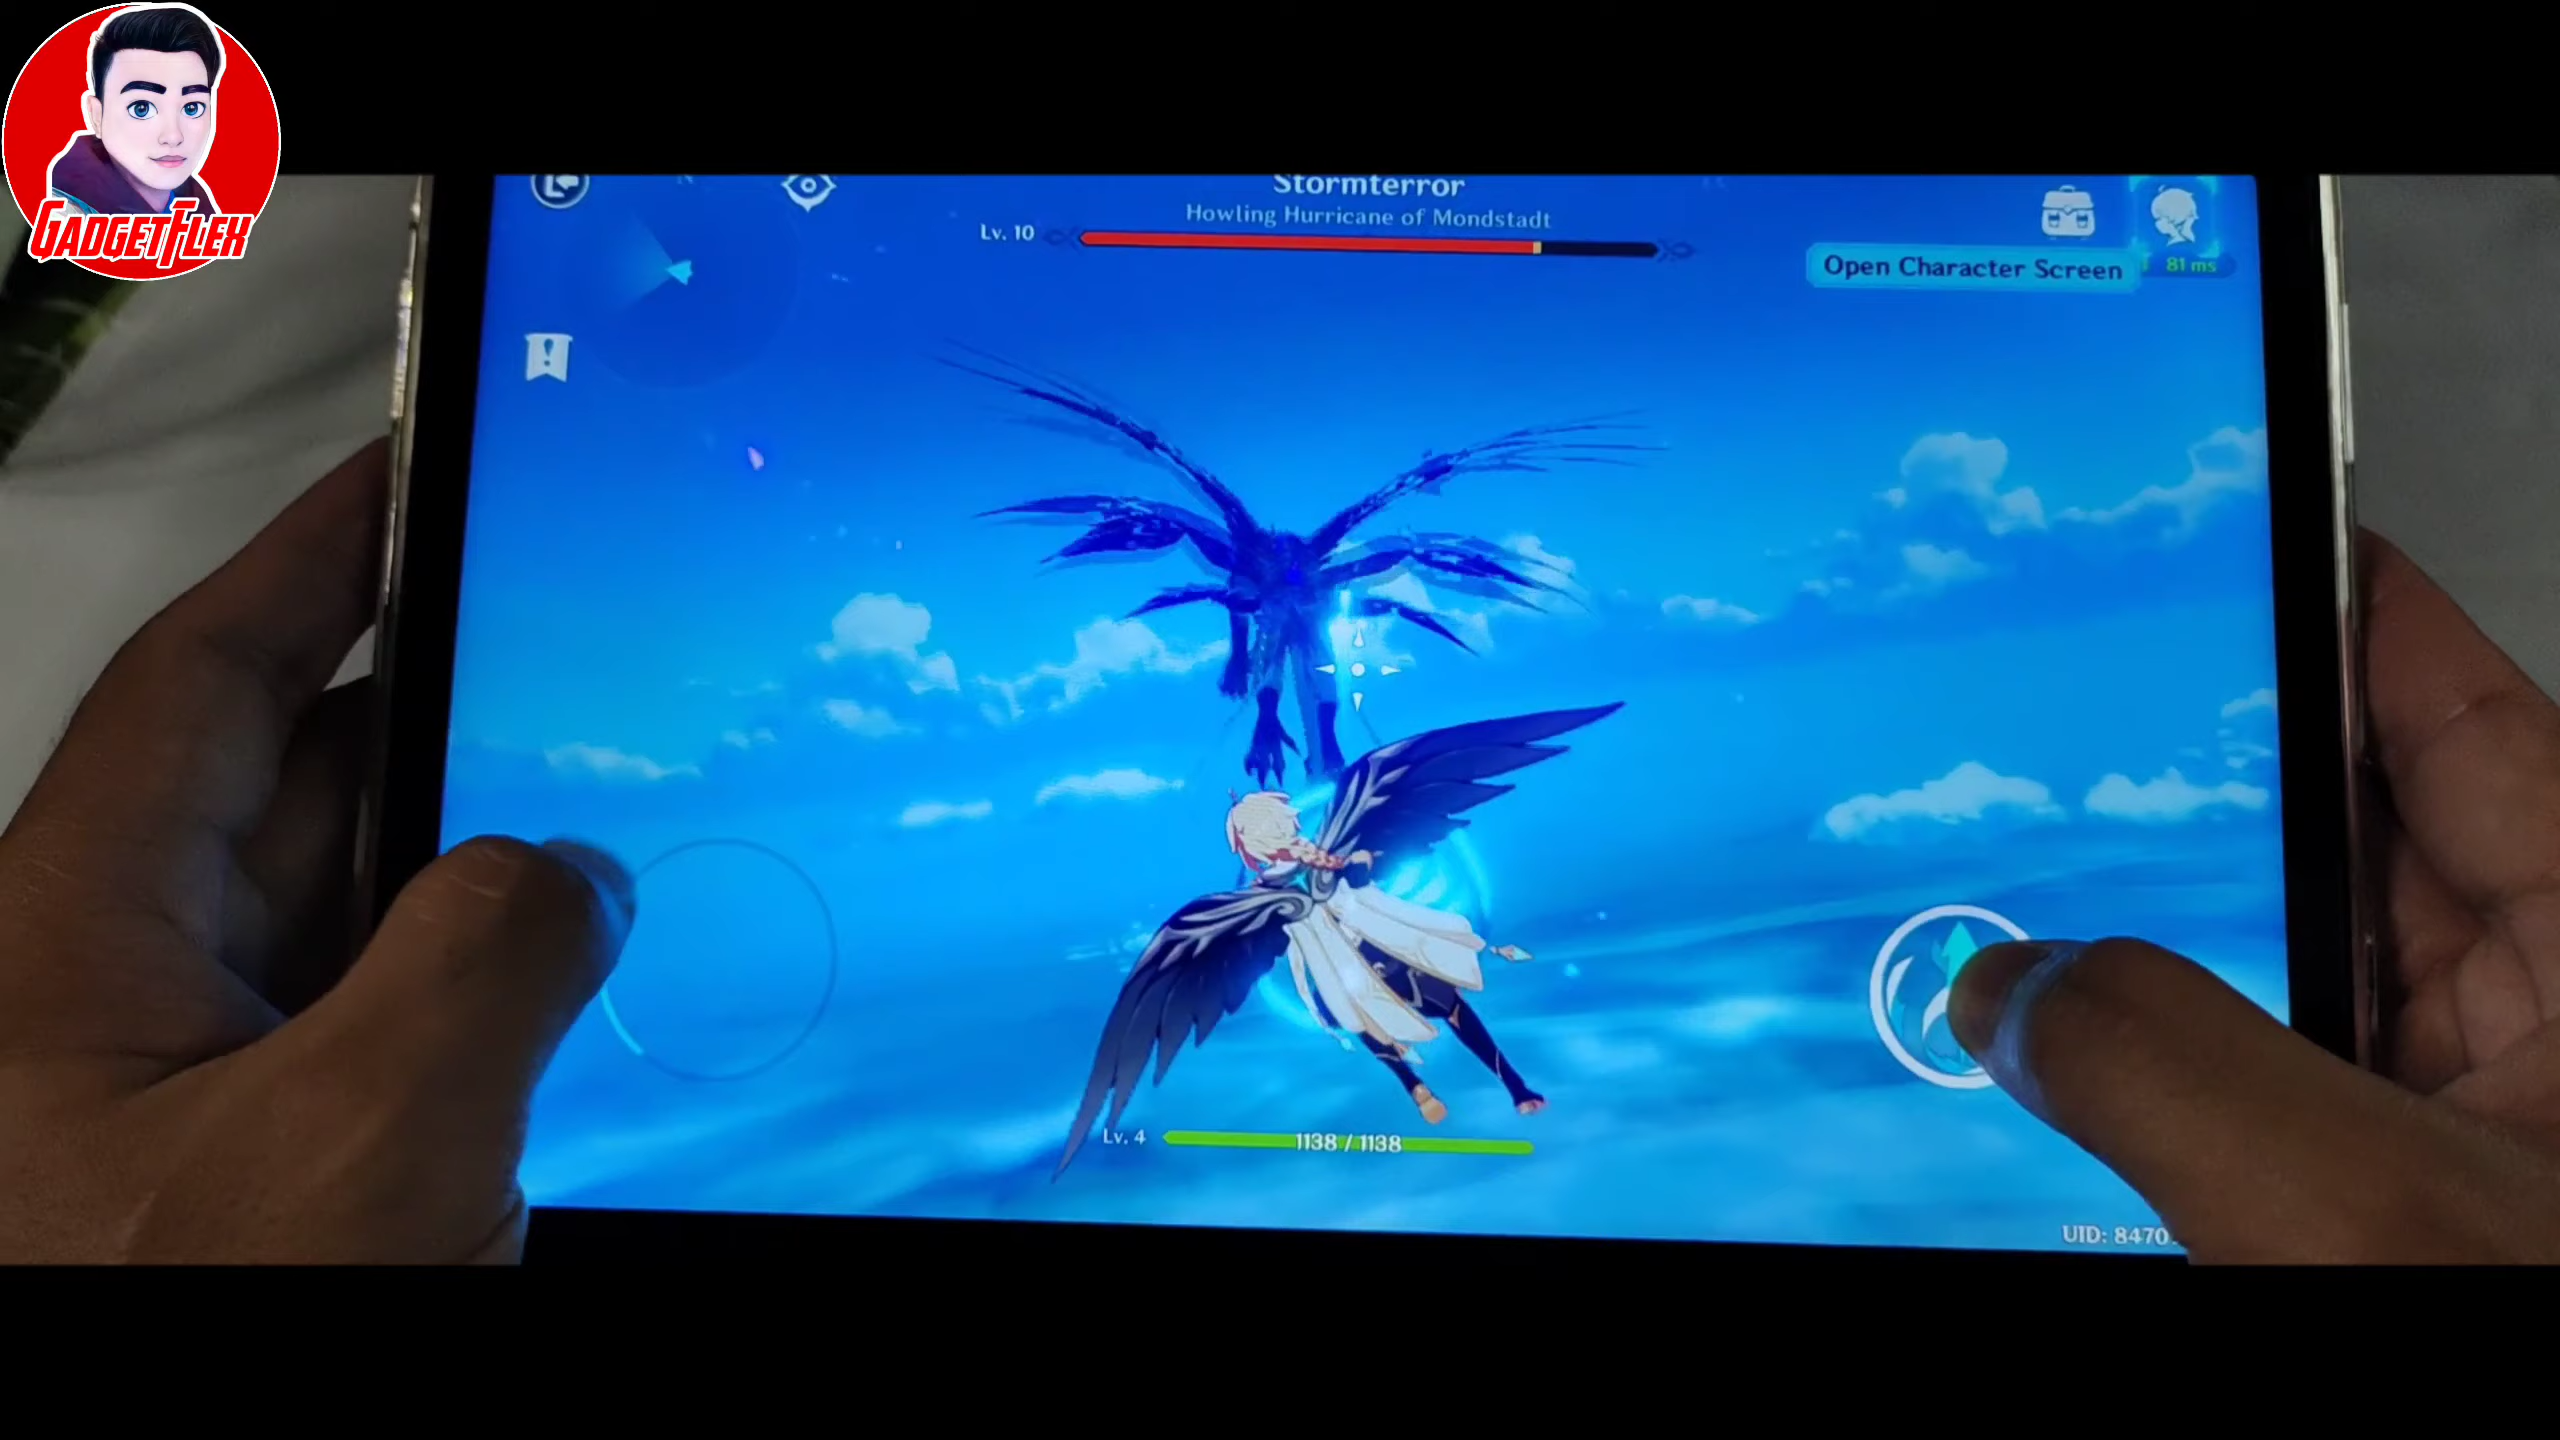 GADGETFLEX
Stormterror
Howling Hurricane of Mondstadt
Lv. 10
Open Character Screen
81 ms
Lv. 4
1138 / 1138
UID: 8470